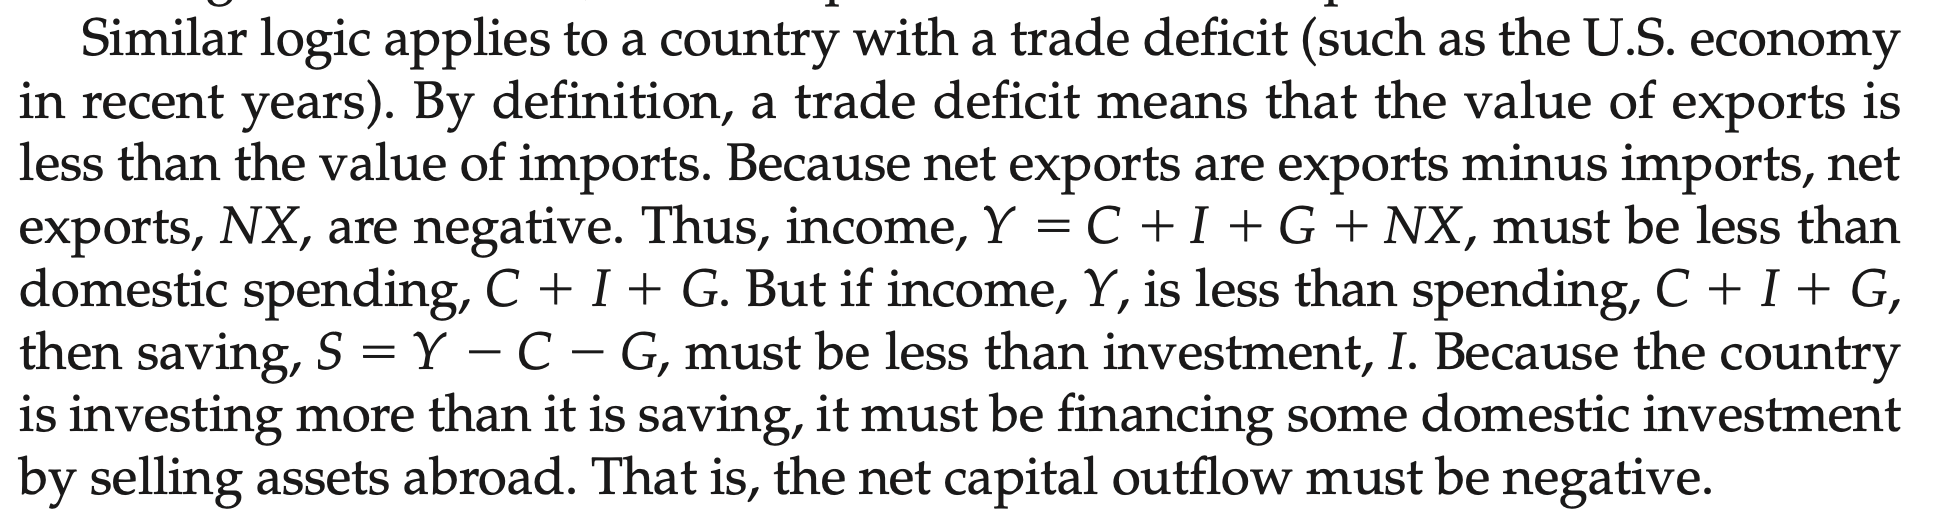 Similar logic applies to a country with a trade deficit (such as the U.S. economy
in recent years). By definition, a trade deficit means that the value of exports is
less than the value of imports. Because net exports are exports minus imports, net
exports, NX, are negative. Thus, income, Y = C + I + G + NX, must be less than
domestic spending, C + I + G. But if income, Y, is less than spending, C + I + G,
then saving, S = Y − C − G, must be less than investment, I. Because the country
is investing more than it is saving, it must be financing some domestic investment
by selling assets abroad. That is, the net capital outflow must be negative.